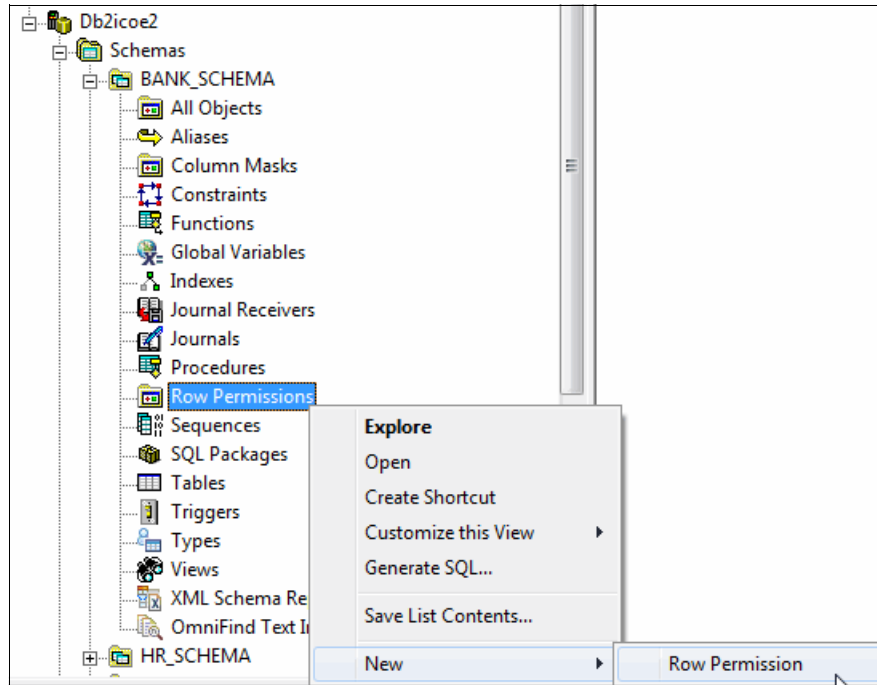 Db2icoe2
Schemas
BANK_SCHEMA
All Objects
Aliases
Column Masks
Constraints
Functions
Global Variables
Indexes
Journal Receivers
Journals
Procedures
Row Permissions
Sequences
SQL Packages
Tables
Triggers
Types
Views
XML Schema Re
OmniFind Text I
HR_SCHEMA
Explore
Open
Create Shortcut
Customize this View
Generate SQL...
Save List Contents...
New
Row Permission